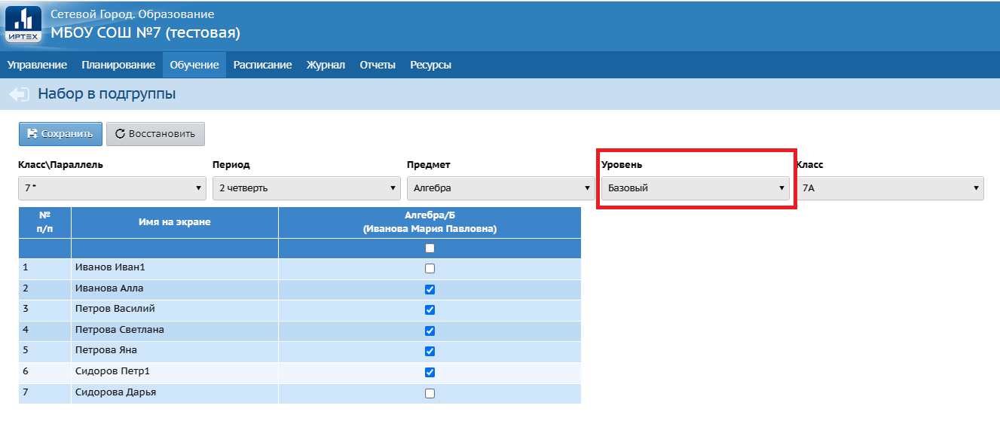 ИРТЕХ
Сетевой Город. Образование
МБОУ СОШ №7 (тестовая)
Управление Планирование Обучение Расписание Журнал Отчеты Ресурсы
Набор в подгруппы
Сохранить Восстановить
Класс\Параллель Период Предмет Уровень Класс
7 * 2 четверть Алгебра Базовый 7А
№ п/п Имя на экране Алгебра/Б
(Иванова Мария Павловна)
1 Иванов Иван1
2 Иванова Алла
3 Петров Василий
4 Петрова Светлана
5 Петрова Яна
6 Сидоров Петр1
7 Сидорова Дарья